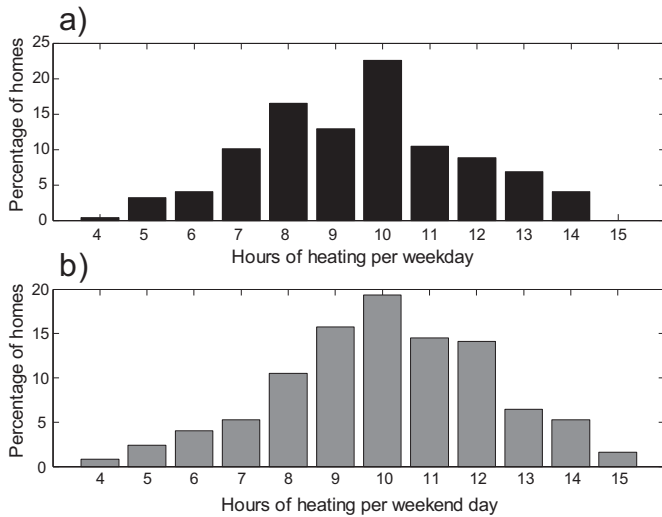 a)
Percentage of homes
25
20
15
10
5
0
4 5 6 7 8 9 10 11 12 13 14 15
Hours of heating per weekday
b)
Percentage of homes
20
15
10
5
0
4 5 6 7 8 9 10 11 12 13 14 15
Hours of heating per weekend day